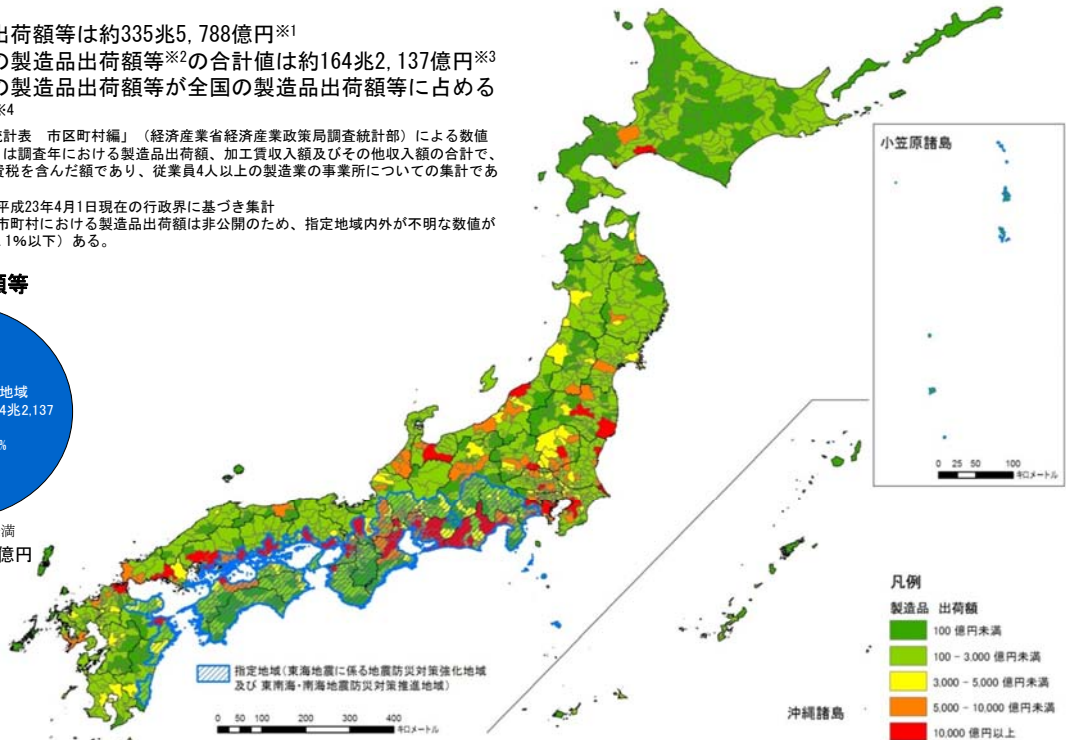 出荷額等は約335兆5,788億円※1
の製造品出荷額等※2の合計値は約164兆2,137億円※3
の製造品出荷額等が全国の製造品出荷額等に占める
※4
計表 市区町村編」（経済産業省経済産業政策局調査統計部）による数値
は調査年における製造品出荷額、加工賃収入額及びその他収入額の合計で、
費税を含んだ額であり、従業員4人以上の製造業の事業所についての集計であ
平成23年4月1日現在の行政界に基づき集計
市町村における製造品出荷額は非公開のため、指定地域内外が不明な数値が
1%以下）ある。
額等
地域
4兆2,137
%
満
億円
小笠原諸島
0 25 50 100
キロメートル
指定地域（東海地震に係る地震防災対策強化地域
及び 東南海・南海地震防災対策推進地域）
0 50 100 200 300 400
キロメートル
沖縄諸島
凡例
製造品 出荷額
100 億円未満
100 - 3,000 億円未満
3,000 - 5,000 億円未満
5,000 - 10,000 億円未満
10,000 億円以上